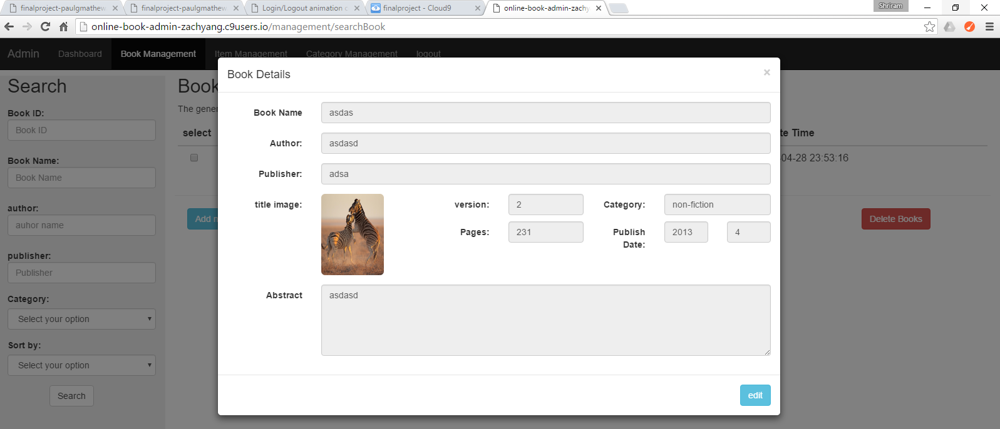 finalproject-paulgmathew
finalproject-paulgmathew
Login/Logout animation c
finalproject - Cloud9
online-book-admin-zachy
Shriram
online-book-admin-zachyang.c9users.io/management/searchBook
Admin
Dashboard
Book Management
Item Management
Category Management
logout
Search
Book ID:
Book ID
Book Name:
Book Name
author:
auhor name
publisher:
Publisher
Category:
Select your option
Sort by:
Select your option
Search
Book
The gener
select
te Time
04-28 23:53:16
Add n
Delete Books
Book Details
×
Book Name
asdas
Author:
asdasd
Publisher:
adsa
title image:
version:
2
Category:
non-fiction
Pages:
231
Publish
Date:
2013
4
Abstract
asdasd
edit